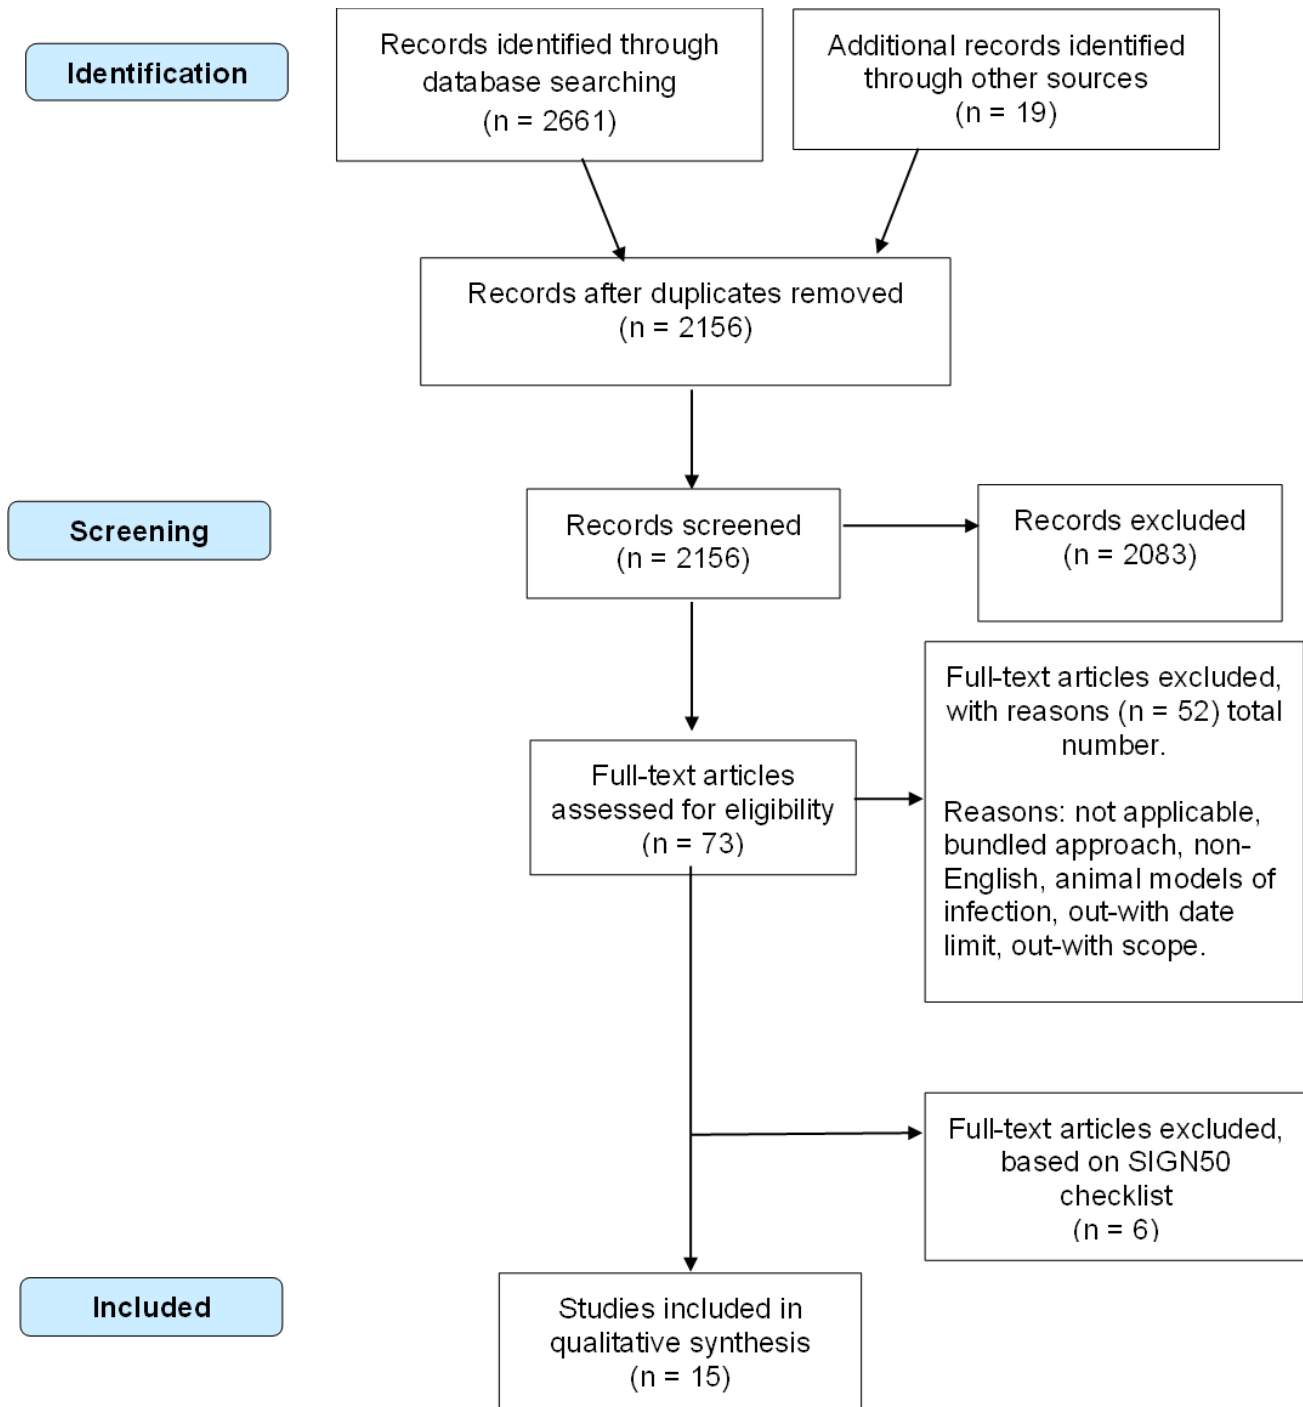 Identification
Records identified through
database searching
(n = 2661)
Additional records identified
through other sources
(n = 19)
Records after duplicates removed
(n = 2156)
Screening
Records screened
(n = 2156)
Records excluded
(n = 2083)
Full-text articles
assessed for eligibility
(n = 73)
Full-text articles excluded,
with reasons (n = 52) total
number.
Reasons: not applicable,
bundled approach, non-
English, animal models of
infection, out-with date
limit, out-with scope.
Full-text articles excluded,
based on SIGN50
checklist
(n = 6)
Included
Studies included in
qualitative synthesis
(n = 15)